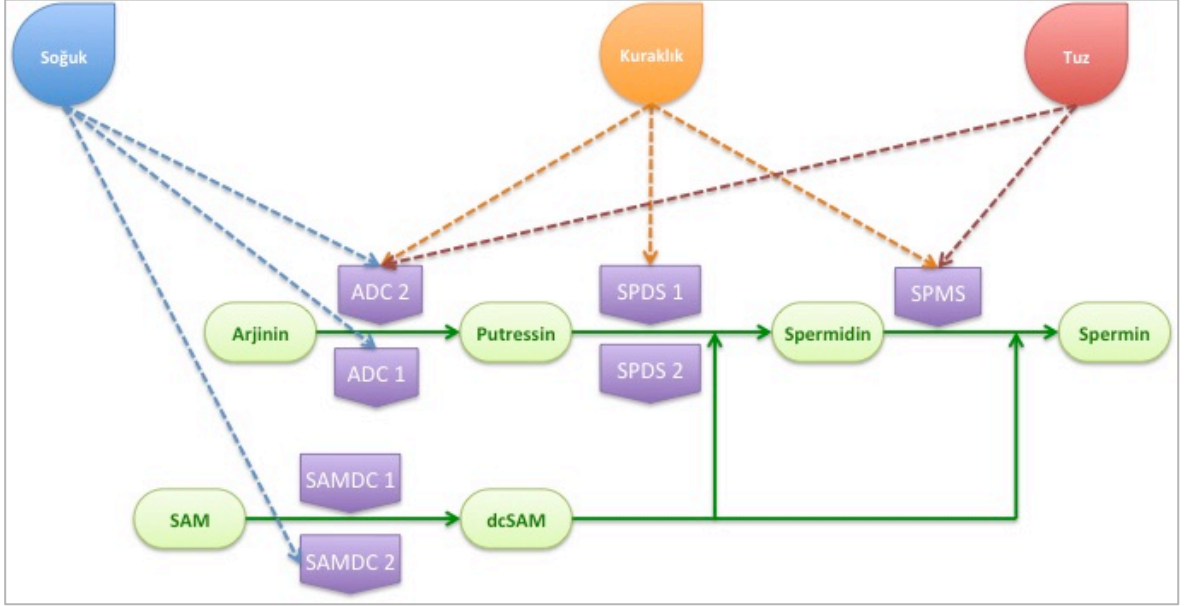 Soğuk
Kuraklık
Tuz
ADC 2
SPDS 1
SPMS
Arjinin
Putressin
Spermidin
Spermin
ADC 1
SPDS 2
SAMDC 1
SAM
dcSAM
SAMDC 2